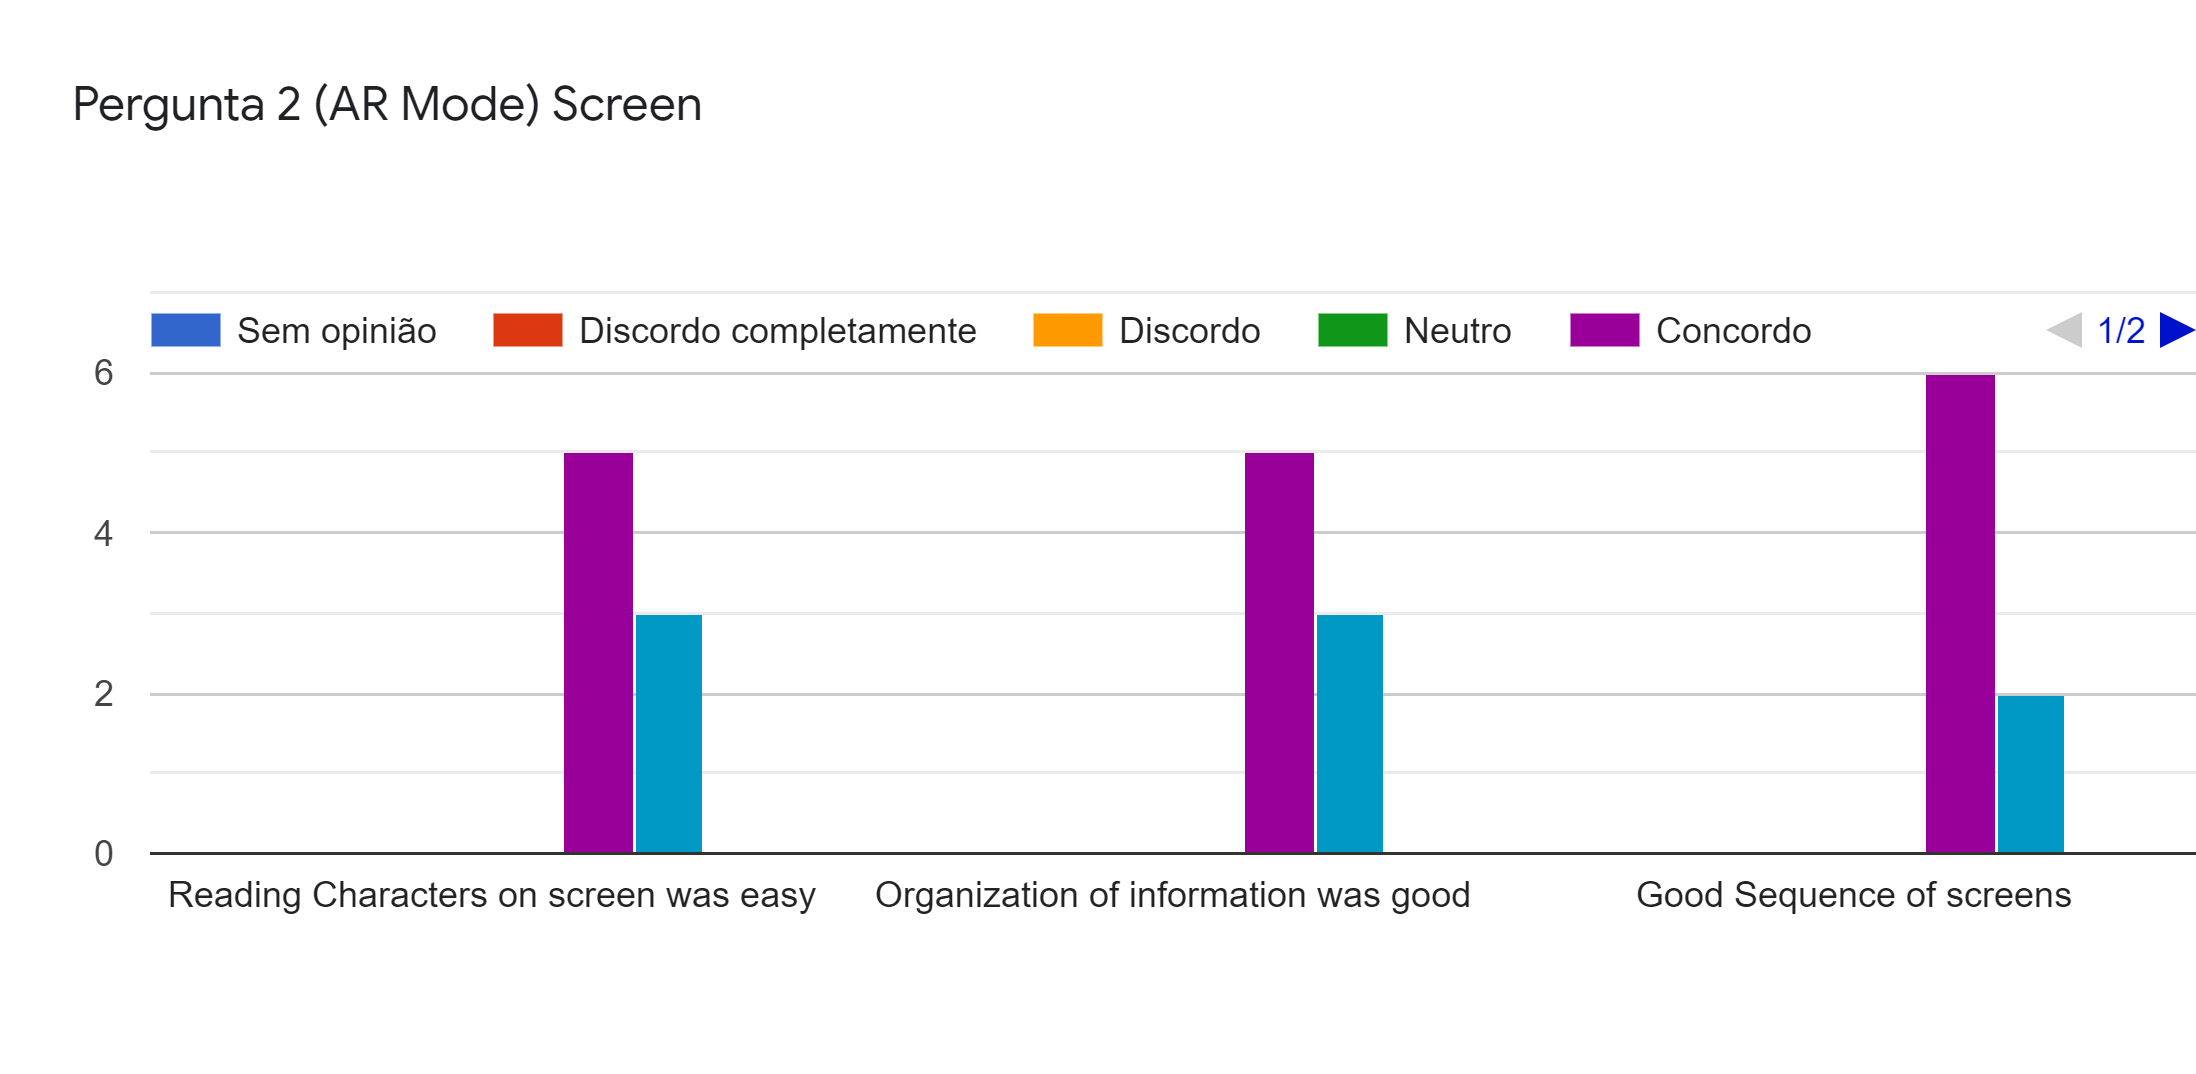 Pergunta 2 (AR Mode) Screen
Sem opinião Discordo completamente Discordo Neutro Concordo 1/2
6
4
2
0
Reading Characters on screen was easy Organization of information was good Good Sequence of screens